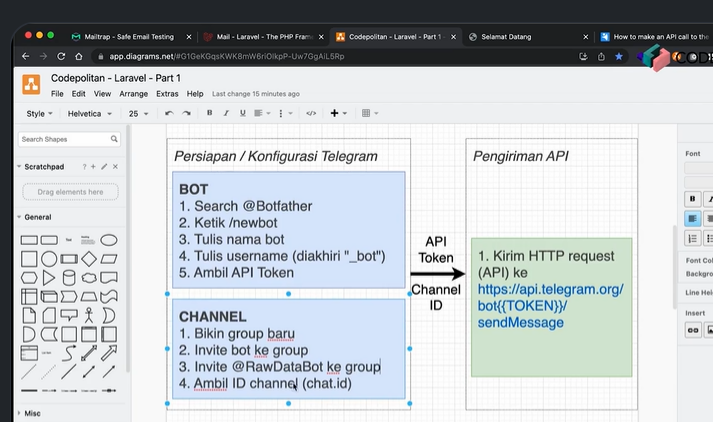 Mailtrap - Safe Email Testing
Mail - Laravel - The PHP Fram
Codepolitan - Laravel - Part 1
Selamat Datang
How to make an API call to the
app.diagrams.net/#G1GeKGqsKWK8mW6riOikpP-Uw7GgAiL5Rp
Codepolitan - Laravel - Part 1
File Edit View Arrange Extras Help Last change 15 minutes ago
Style Helvetica 25 B I U
Search Shapes
Scratchpad
Drag elements here
General
Misc
Persiapan / Konfigurasi Telegram
BOT
1. Search @Botfather
2. Ketik /newbot
3. Tulis nama bot
4. Tulis username (diakhiri "_bot")
5. Ambil API Token
CHANNEL
1. Bikin group baru
2. Invite bot ke group
3. Invite @RawDataBot ke group
4. Ambil ID channel (chat.id)
API
Token
Channel
ID
Pengiriman API
1. Kirim HTTP request
(API) ke
https://api.telegram.org/
bot{{TOKEN}}/
sendMessage
Font
B I
Font Col
Backgro
Line Hei
Insert